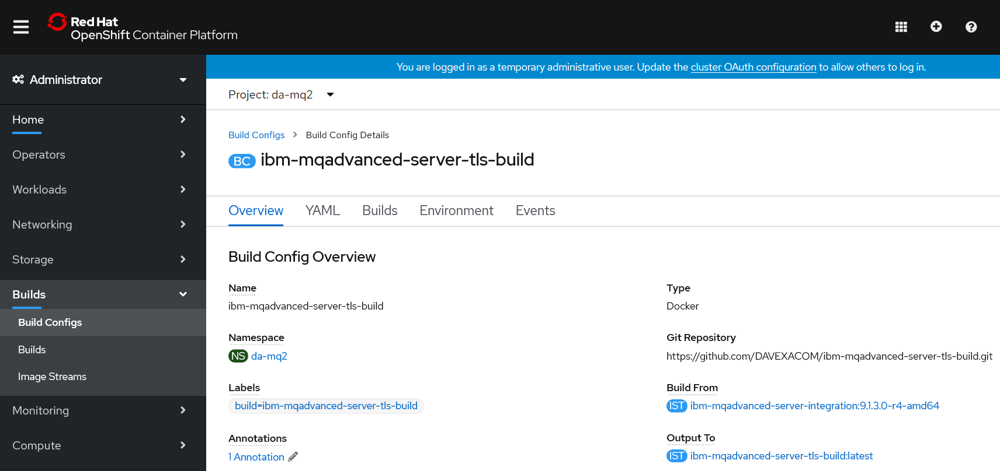 Red Hat
OpenShift Container Platform
Administrator
Home
Operators
Workloads
Networking
Storage
Builds
Build Configs
Builds
Image Streams
Monitoring
Compute
You are logged in as a temporary administrative user. Update the cluster OAuth configuration to allow others to log in.
Project: da-mq2
Build Configs > Build Config Details
BC ibm-mqadvanced-server-tls-build
Overview YAML Builds Environment Events
Build Config Overview
Name
ibm-mqadvanced-server-tls-build
Namespace
NS da-mq2
Labels
build=ibm-mqadvanced-server-tls-build
Annotations
1 Annotation
Type
Docker
Git Repository
https://github.com/DAVEXACOM/ibm-mqadvanced-server-tls-build.git
Build From
IST ibm-mqadvanced-server-integration:9.1.3.0-r4-amd64
Output To
IST ibm-mqadvanced-server-tls-build:latest